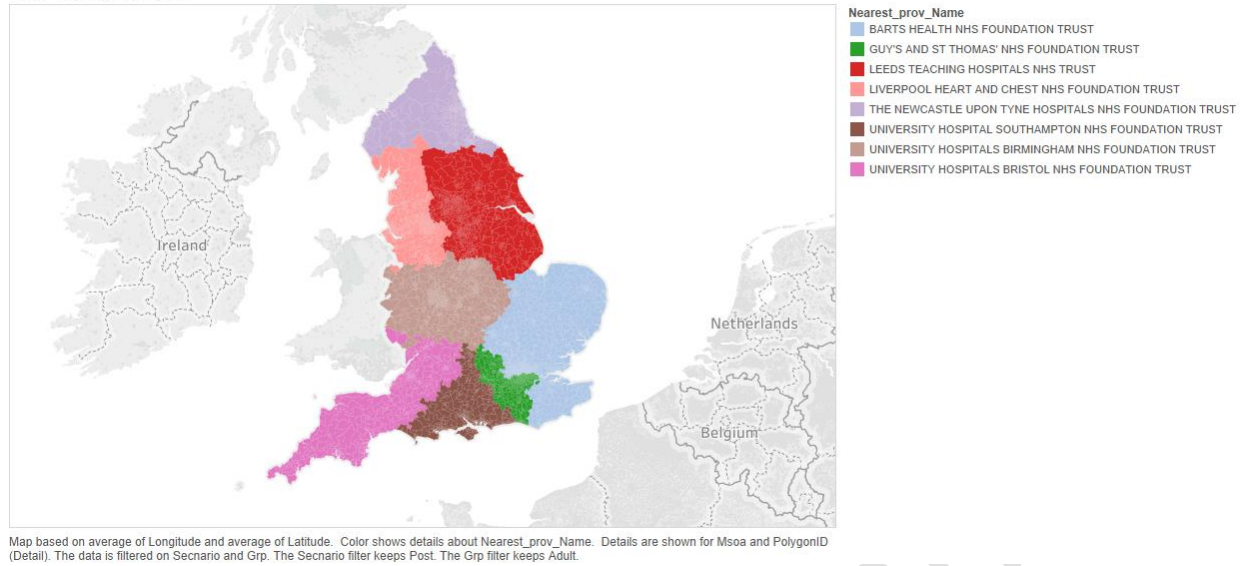 Nearest_prov_Name
BARTS HEALTH NHS FOUNDATION TRUST
GUY'S AND ST THOMAS' NHS FOUNDATION TRUST
LEEDS TEACHING HOSPITALS NHS TRUST
LIVERPOOL HEART AND CHEST NHS FOUNDATION TRUST
THE NEWCASTLE UPON TYNE HOSPITALS NHS FOUNDATION TRUST
UNIVERSITY HOSPITAL SOUTHAMPTON NHS FOUNDATION TRUST
UNIVERSITY HOSPITALS BIRMINGHAM NHS FOUNDATION TRUST
UNIVERSITY HOSPITALS BRISTOL NHS FOUNDATION TRUST
Ireland
Netherlands
Belgium
Map based on average of Longitude and average of Latitude. Color shows details about Nearest_prov_Name. Details are shown for Msoa and PolygonID
(Detail). The data is filtered on Secnario and Grp. The Secnario filter keeps Post. The Grp filter keeps Adult.